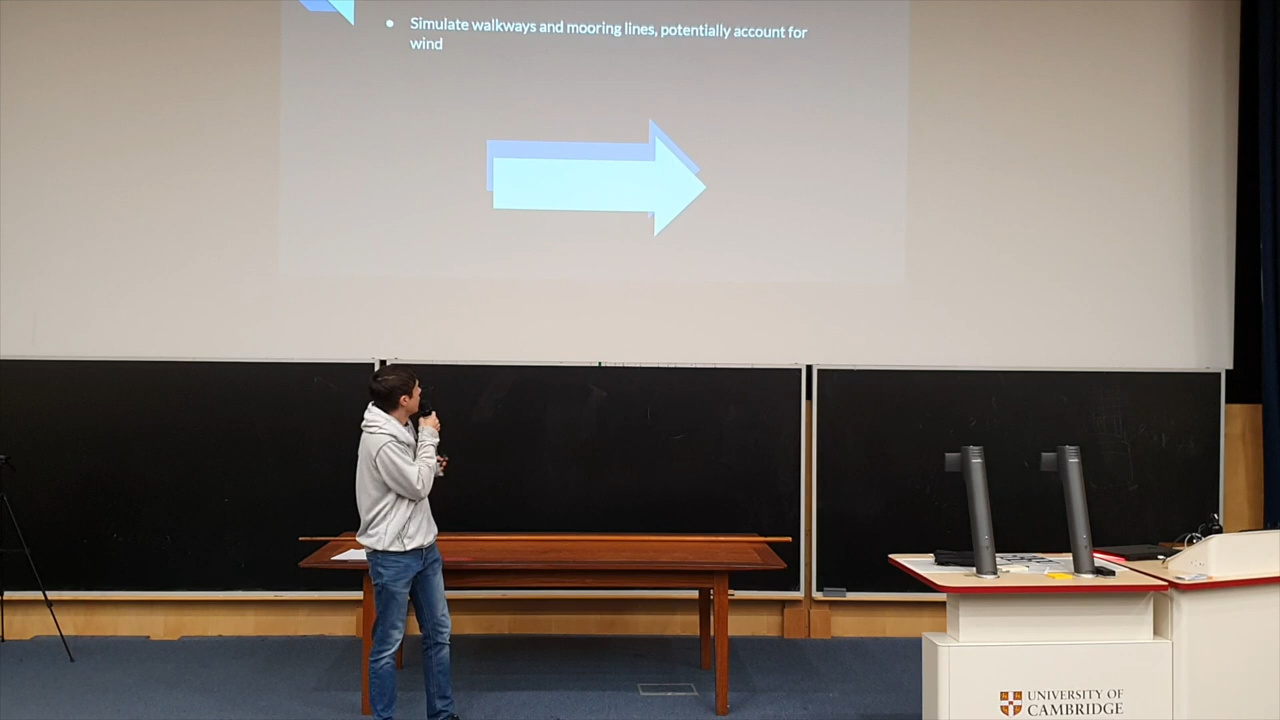 ● Simulate walkways and mooring lines, potentially account for
wind
UNIVERSITY OF
CAMBRIDGE